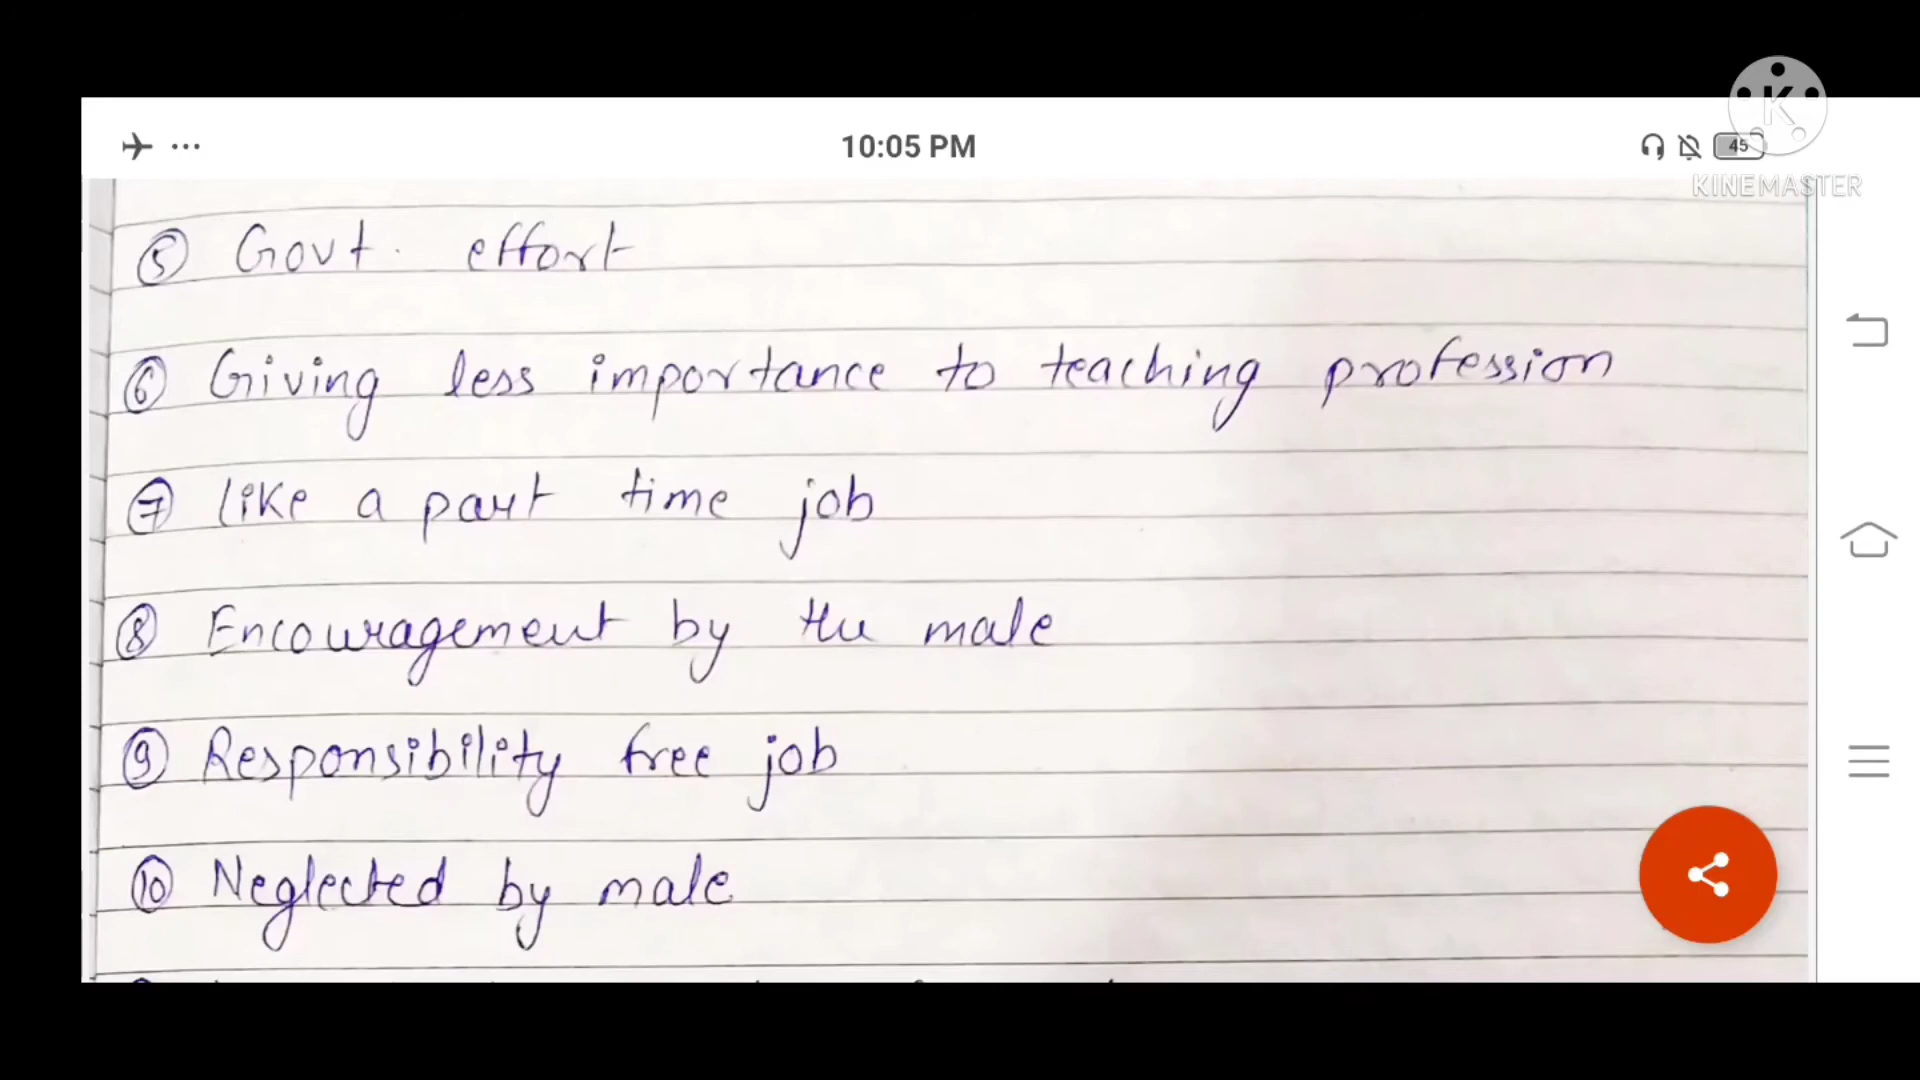 10:05 PM
45
K
KINEMASTER
⑤ Govt. effort
⑥ Giving less importance to teaching profession
⑦ like a part time job
⑧ Encouragement by the male
⑨ Responsibility free job
⑩ Neglected by male